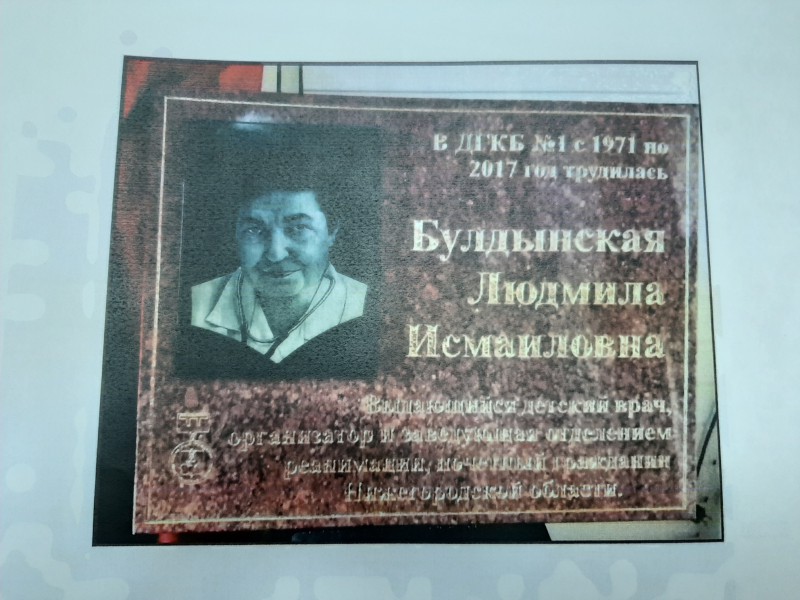 В ДГКБ №1 с 1971 по
2017 год трудилась
Булдынская
Людмила
Исмаиловна
Выдающийся детский врач,
организатор и заведующая отделением
реанимации, почетный гражданин
Нижегородской области.